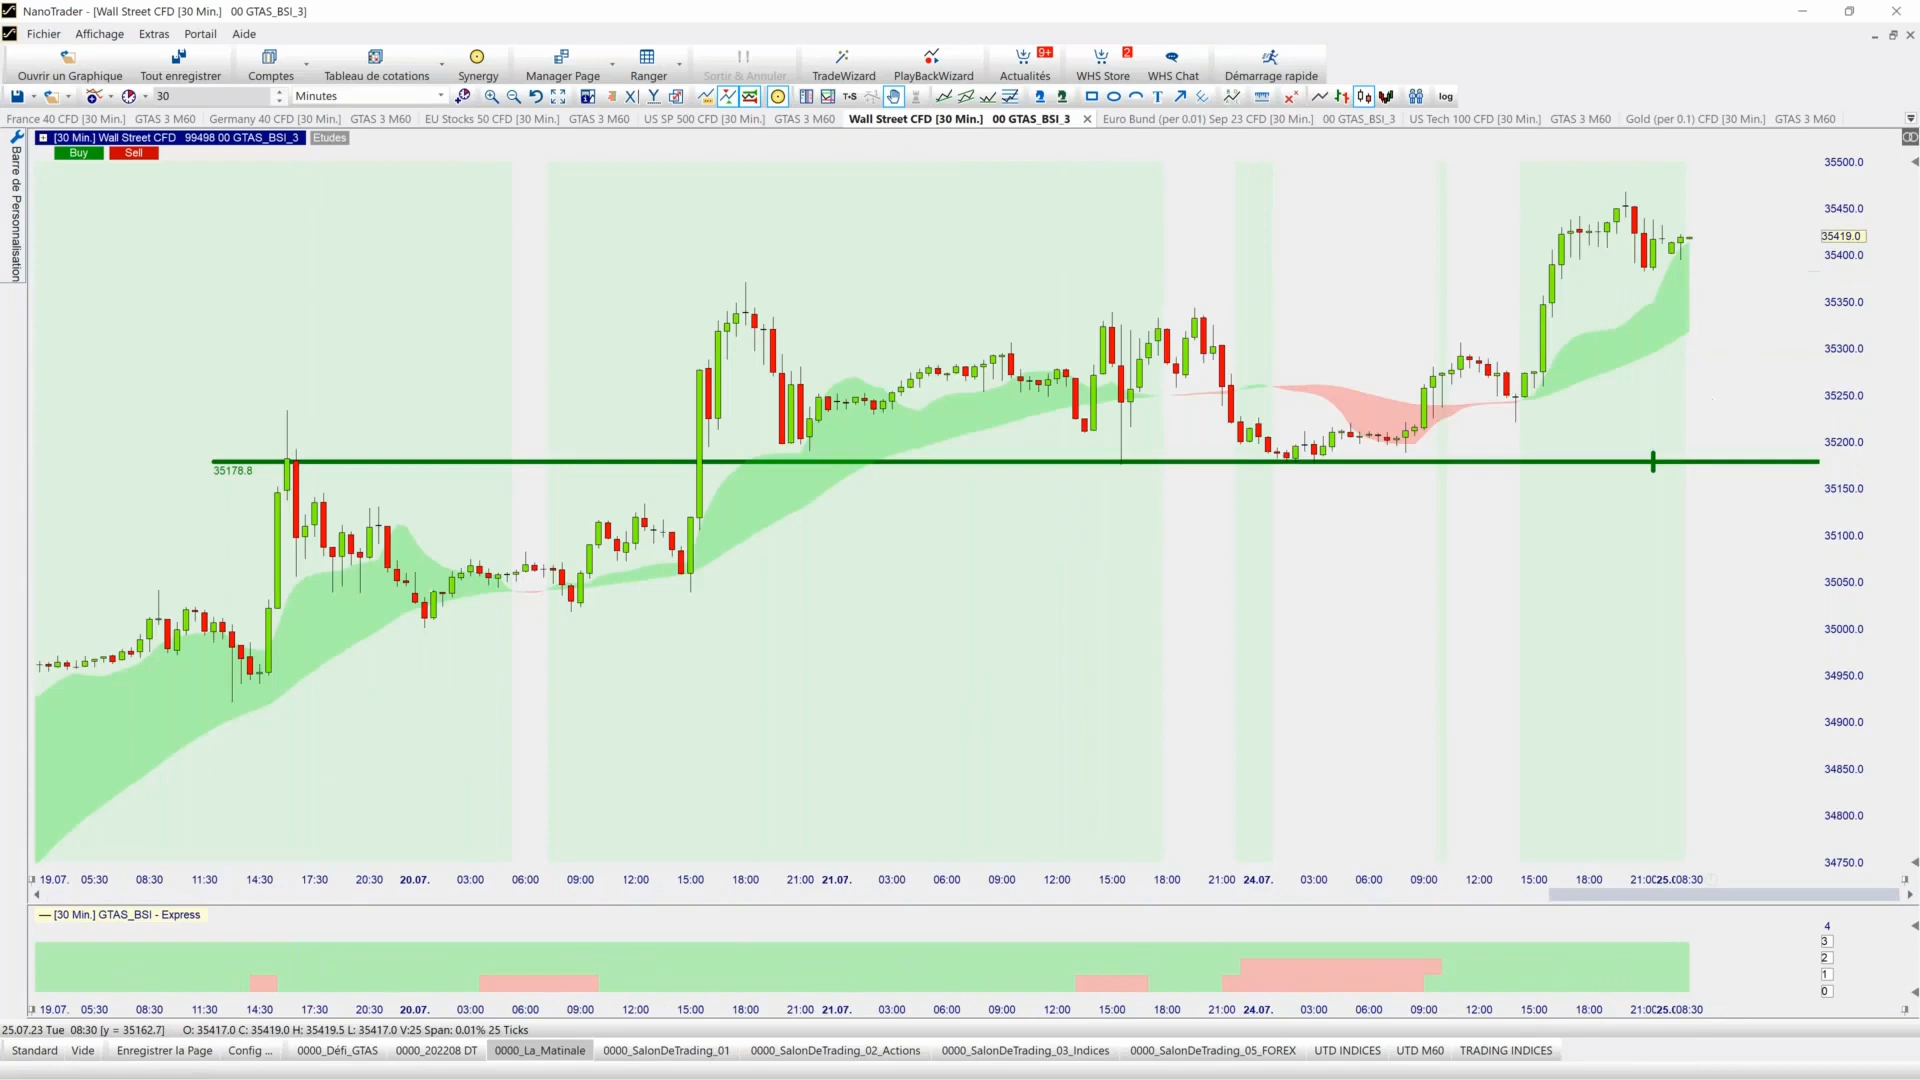 NanoTrader - [Wall Street CFD [30 Min.]   00 GTAS_BSI_3]
Fichier Affichage Extras Portail Aide
Ouvrir un Graphique Tout enregistrer Comptes Tableau de cotations Synergy Manager Page Ranger Sortir & Annuler TradeWizard PlayBackWizard Actualités 9+ WHS Store 2 WHS Chat Démarrage rapide
30 Minutes T+S log
France 40 CFD [30 Min.] GTAS 3 M60 Germany 40 CFD [30 Min.] GTAS 3 M60 EU Stocks 50 CFD [30 Min.] GTAS 3 M60 US SP 500 CFD [30 Min.] GTAS 3 M60 Wall Street CFD [30 Min.] 00 GTAS_BSI_3 Euro Bund (per 0.01) Sep 23 CFD [30 Min.] 00 GTAS_BSI_3 US Tech 100 CFD [30 Min.] GTAS 3 M60 Gold (per 0.1) CFD [30 Min.] GTAS 3 M60
[30 Min.] Wall Street CFD 99498 00 GTAS_BSI_3 Etudes
Buy Sell
Barre de Personnalisation
35500.0
35450.0
35419.0
35400.0
35350.0
35300.0
35250.0
35200.0
35178.8
35150.0
35100.0
35050.0
35000.0
34950.0
34900.0
34850.0
34800.0
34750.0
19.07. 05:30 08:30 11:30 14:30 17:30 20:30 20.07. 03:00 06:00 09:00 12:00 15:00 18:00 21:00 21.07. 03:00 06:00 09:00 12:00 15:00 18:00 21:00 24.07. 03:00 06:00 09:00 12:00 15:00 18:00 21:0 25.0 08:30
[30 Min.] GTAS_BSI - Express
4
3
2
1
0
19.07. 05:30 08:30 11:30 14:30 17:30 20:30 20.07. 03:00 06:00 09:00 12:00 15:00 18:00 21:00 21.07. 03:00 06:00 09:00 12:00 15:00 18:00 21:00 24.07. 03:00 06:00 09:00 12:00 15:00 18:00 21:0 25.0 08:30
25.07.23 Tue 08:30 [y = 35162.7] O: 35417.0 C: 35419.0 H: 35419.5 L: 35417.0 V:25 Span: 0.01% 25 Ticks
Standard Vide Enregistrer la Page Config ... 0000_Défi_GTAS 0000_202208 DT 0000_La_Matinale 0000_SalonDeTrading_01 0000_SalonDeTrading_02_Actions 0000_SalonDeTrading_03_Indices 0000_SalonDeTrading_05_FOREX UTD INDICES UTD M60 TRADING INDICES